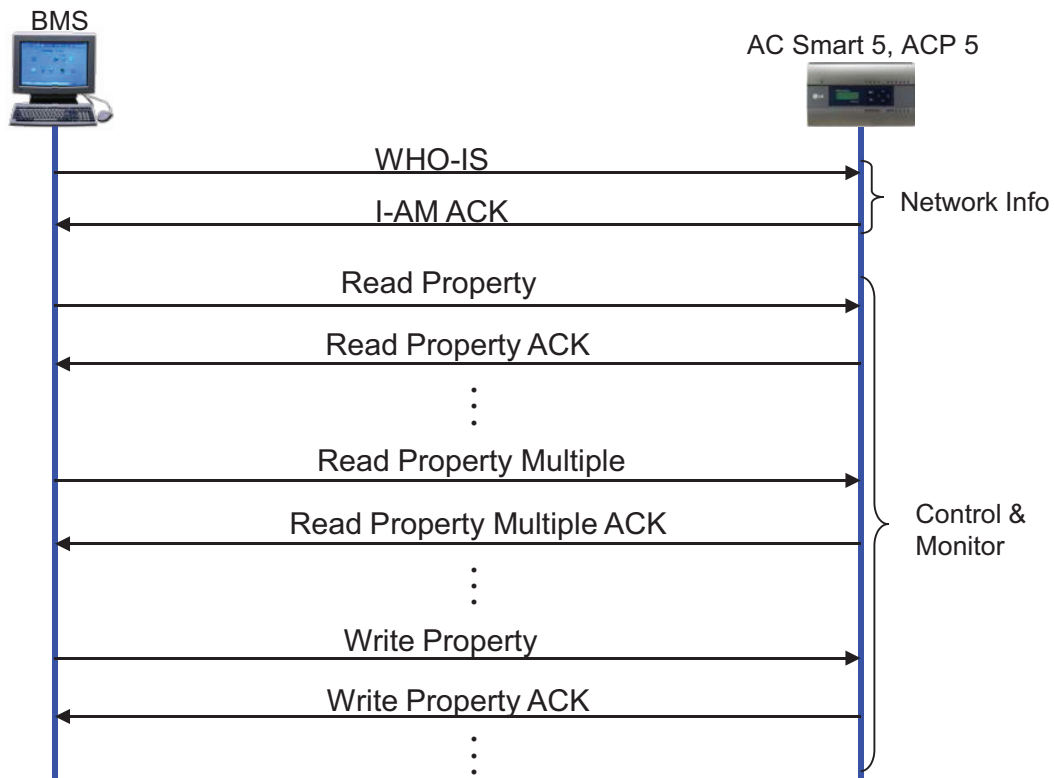 BMS
AC Smart 5, ACP 5
WHO-IS
I-AM ACK
Network Info
Read Property
Read Property ACK
Read Property Multiple
Read Property Multiple ACK
Control &
Monitor
Write Property
Write Property ACK